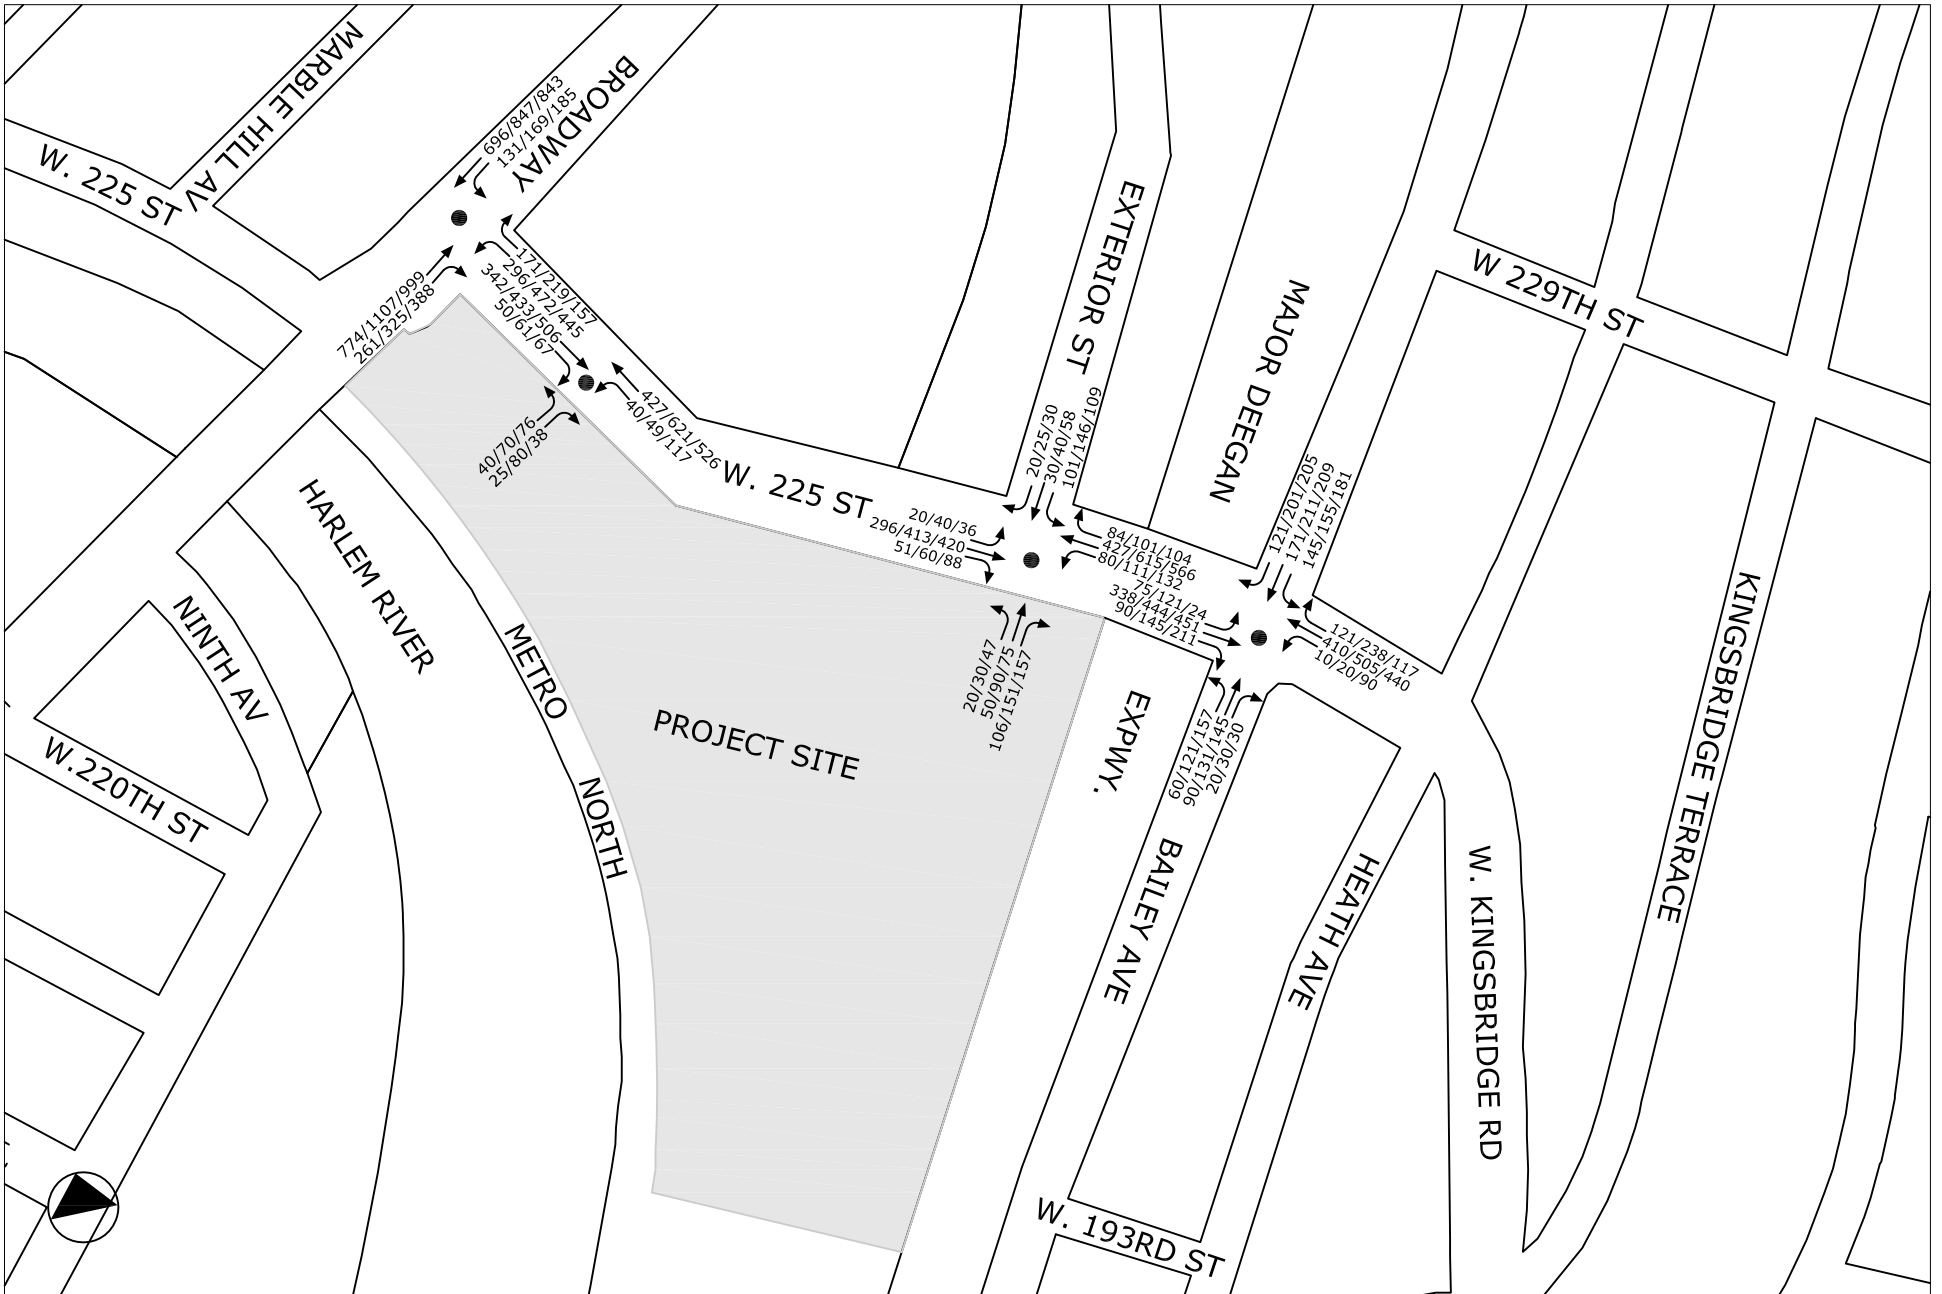 MARBLE HILL AV
BROADWAY
696/847/843
131/169/185
W. 225 ST
EXTERIOR ST
W 229TH ST
774/1107/999
261/325/388
171/219/157
296/472/445
342/433/506
50/61/67
MAJOR DEEGAN
427/621/526
40/49/117
40/70/76
25/80/38
20/25/30
30/40/58
101/146/109
W. 225 ST
20/40/36
296/413/420
51/60/88
84/101/104
427/615/566
80/111/132
121/201/205
171/211/209
145/155/181
75/121/24
338/444/451
90/145/211
121/238/117
410/505/440
10/20/90
HARLEM RIVER
NINTH AV
METRO NORTH
PROJECT SITE
20/30/47
50/90/75
106/151/157
EXPWY.
60/121/157
90/131/145
20/30/30
KINGSBRIDGE TERRACE
W.220TH ST
BAILEY AVE
HEATH AVE
W. KINGSBRIDGE RD
W. 193RD ST